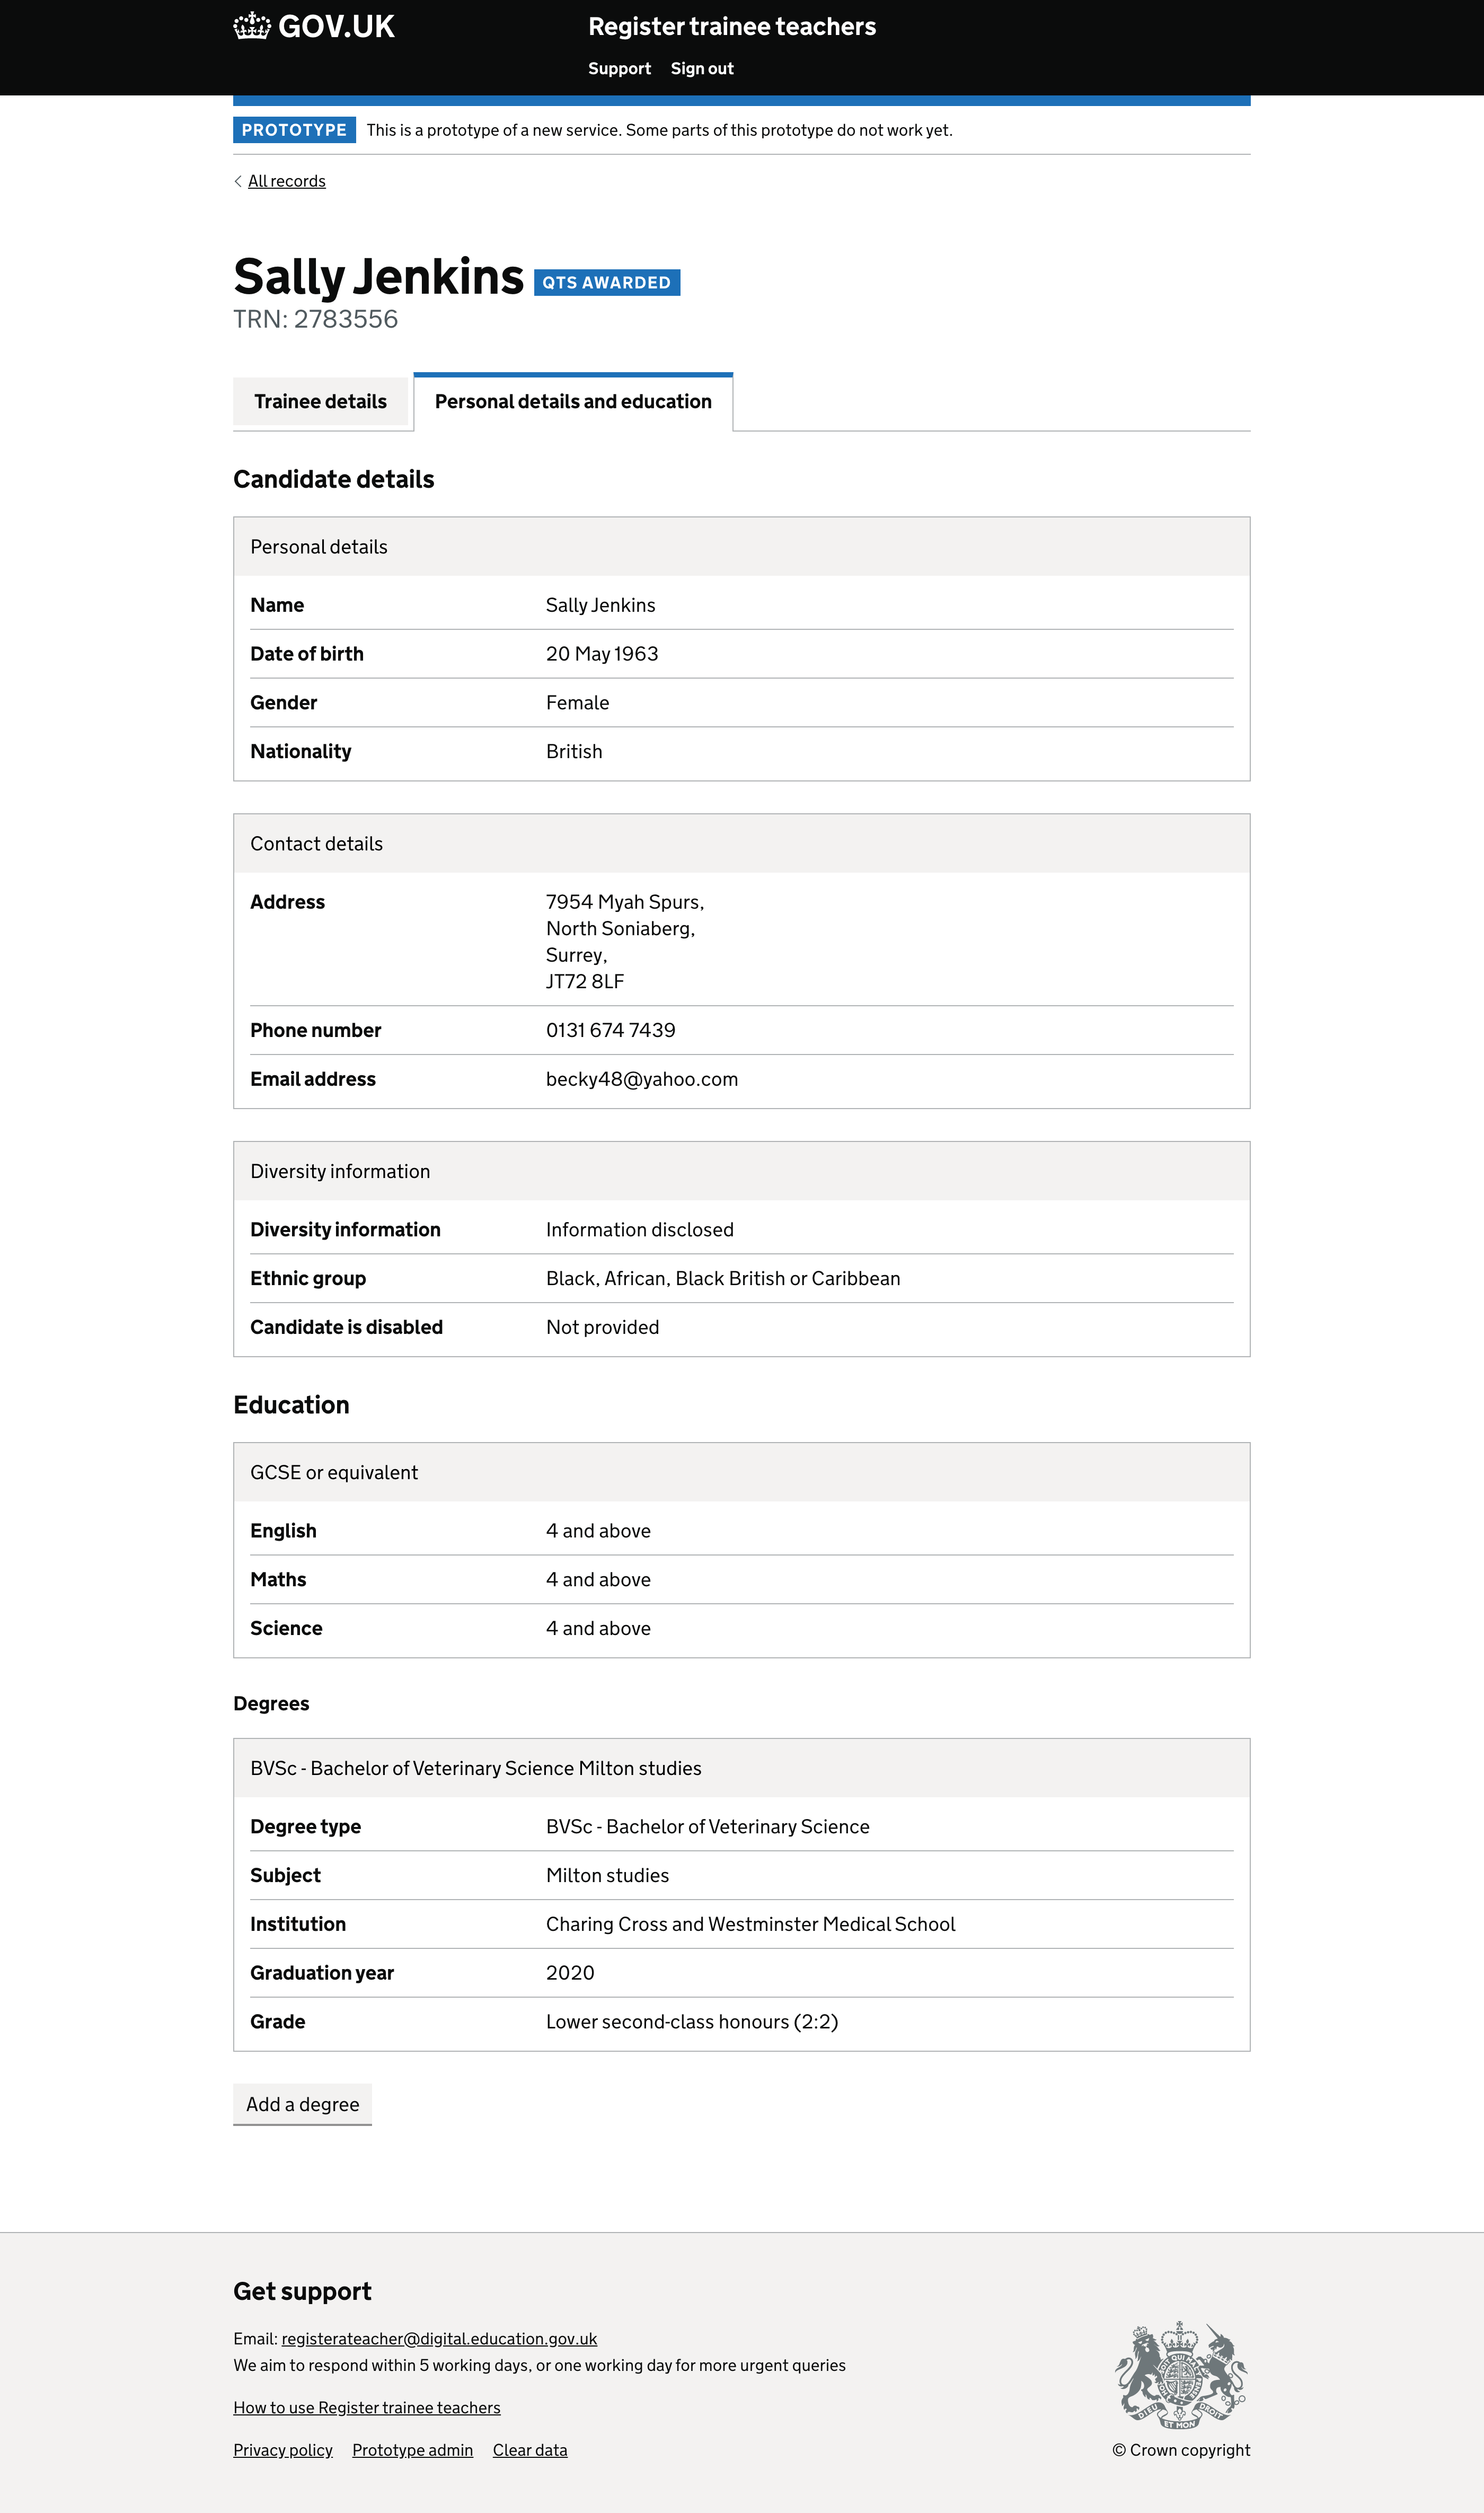 GOV.UK
Register trainee teachers
Support Sign out
PROTOTYPE This is a prototype of a new service. Some parts of this prototype do not work yet.
All records
Sally Jenkins QTS AWARDED
TRN: 2783556
Trainee details Personal details and education
Candidate details
Personal details
Name Sally Jenkins
Date of birth 20 May 1963
Gender Female
Nationality British
Contact details
Address 7954 Myah Spurs,
North Soniaberg,
Surrey,
JT72 8LF
Phone number 0131 674 7439
Email address becky48@yahoo.com
Diversity information
Diversity information Information disclosed
Ethnic group Black, African, Black British or Caribbean
Candidate is disabled Not provided
Education
GCSE or equivalent
English 4 and above
Maths 4 and above
Science 4 and above
Degrees
BVSc - Bachelor of Veterinary Science Milton studies
Degree type BVSc - Bachelor of Veterinary Science
Subject Milton studies
Institution Charing Cross and Westminster Medical School
Graduation year 2020
Grade Lower second-class honours (2:2)
Add a degree
Get support
Email: registerateacher@digital.education.gov.uk
We aim to respond within 5 working days, or one working day for more urgent queries
How to use Register trainee teachers
Privacy policy Prototype admin Clear data
DIEU ET MON DROIT
© Crown copyright